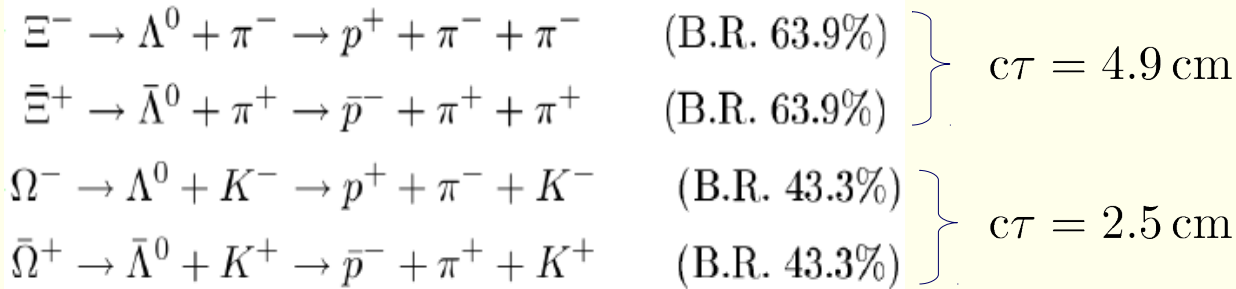 Ξ⁻ → Λ⁰ + π⁻ → p⁺ + π⁻ + π⁻ (B.R. 63.9%)
Ξ̄⁺ → Λ̄⁰ + π⁺ → p̄⁻ + π⁺ + π⁺ (B.R. 63.9%)
cτ = 4.9 cm
Ω⁻ → Λ⁰ + K⁻ → p⁺ + π⁻ + K⁻ (B.R. 43.3%)
Ω̄⁺ → Λ̄⁰ + K⁺ → p̄⁻ + π⁺ + K⁺ (B.R. 43.3%)
cτ = 2.5 cm